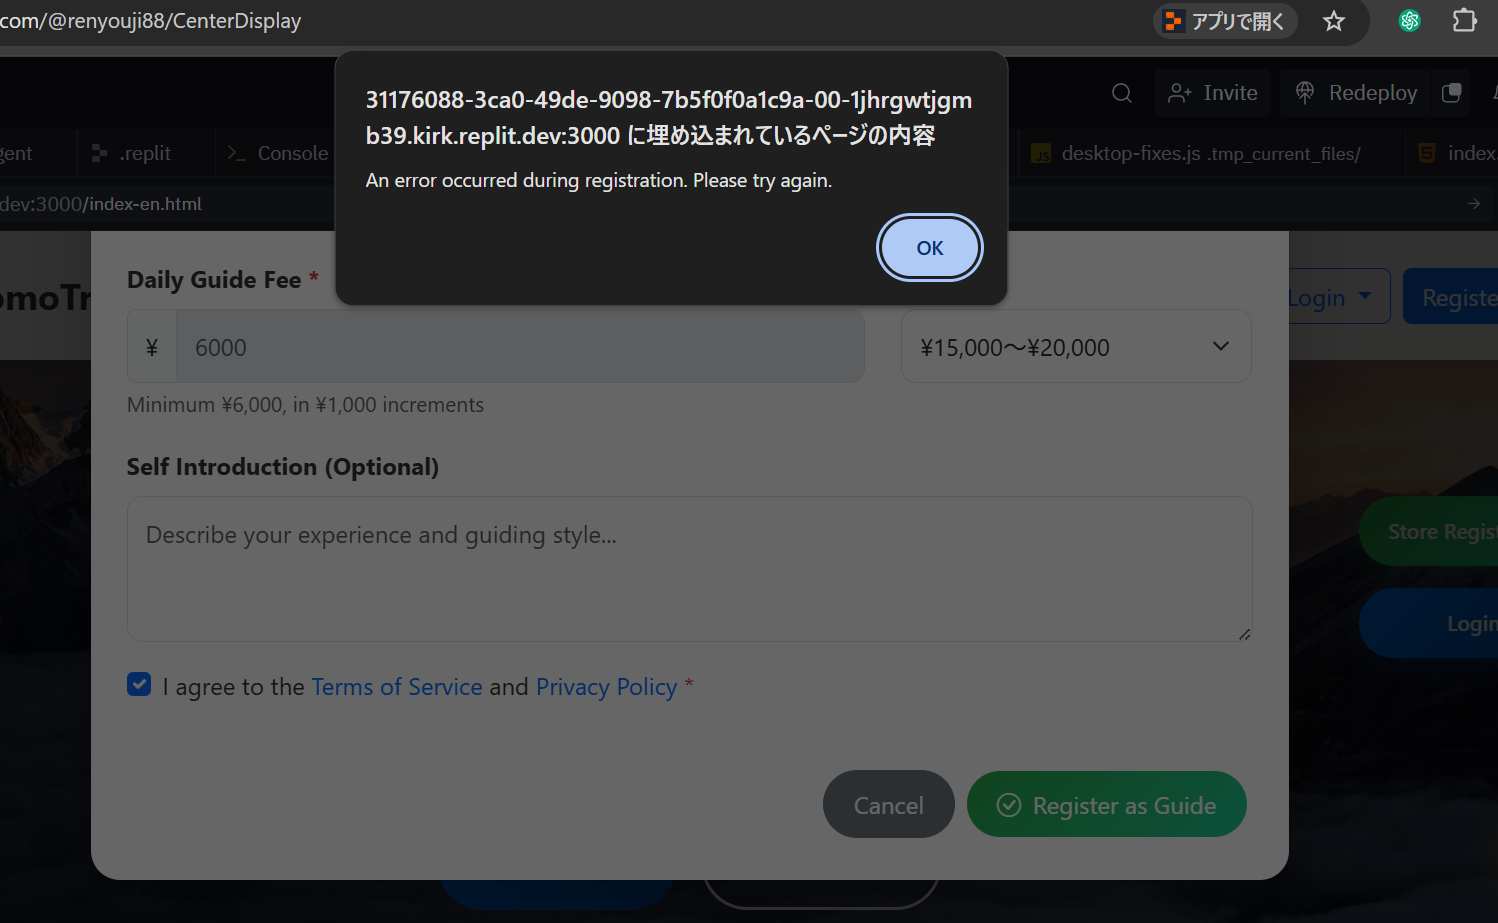 .com/@renyouji88/CenterDisplay
アプリで開く
31176088-3ca0-49de-9098-7b5f0f0a1c9a-00-1jhrgwtjgm
b39.kirk.replit.dev:3000 に埋め込まれているページの内容
An error occurred during registration. Please try again.
OK
Invite
Redeploy
gent
.replit
Console
JS
desktop-fixes.js .tmp_current_files/
index
dev:3000/index-en.html
omoTr
Login
Registe
Daily Guide Fee *
¥
6000
¥15,000～¥20,000
Minimum ¥6,000, in ¥1,000 increments
Self Introduction (Optional)
Describe your experience and guiding style...
Store Regist
Login
I agree to the Terms of Service and Privacy Policy *
Cancel
Register as Guide